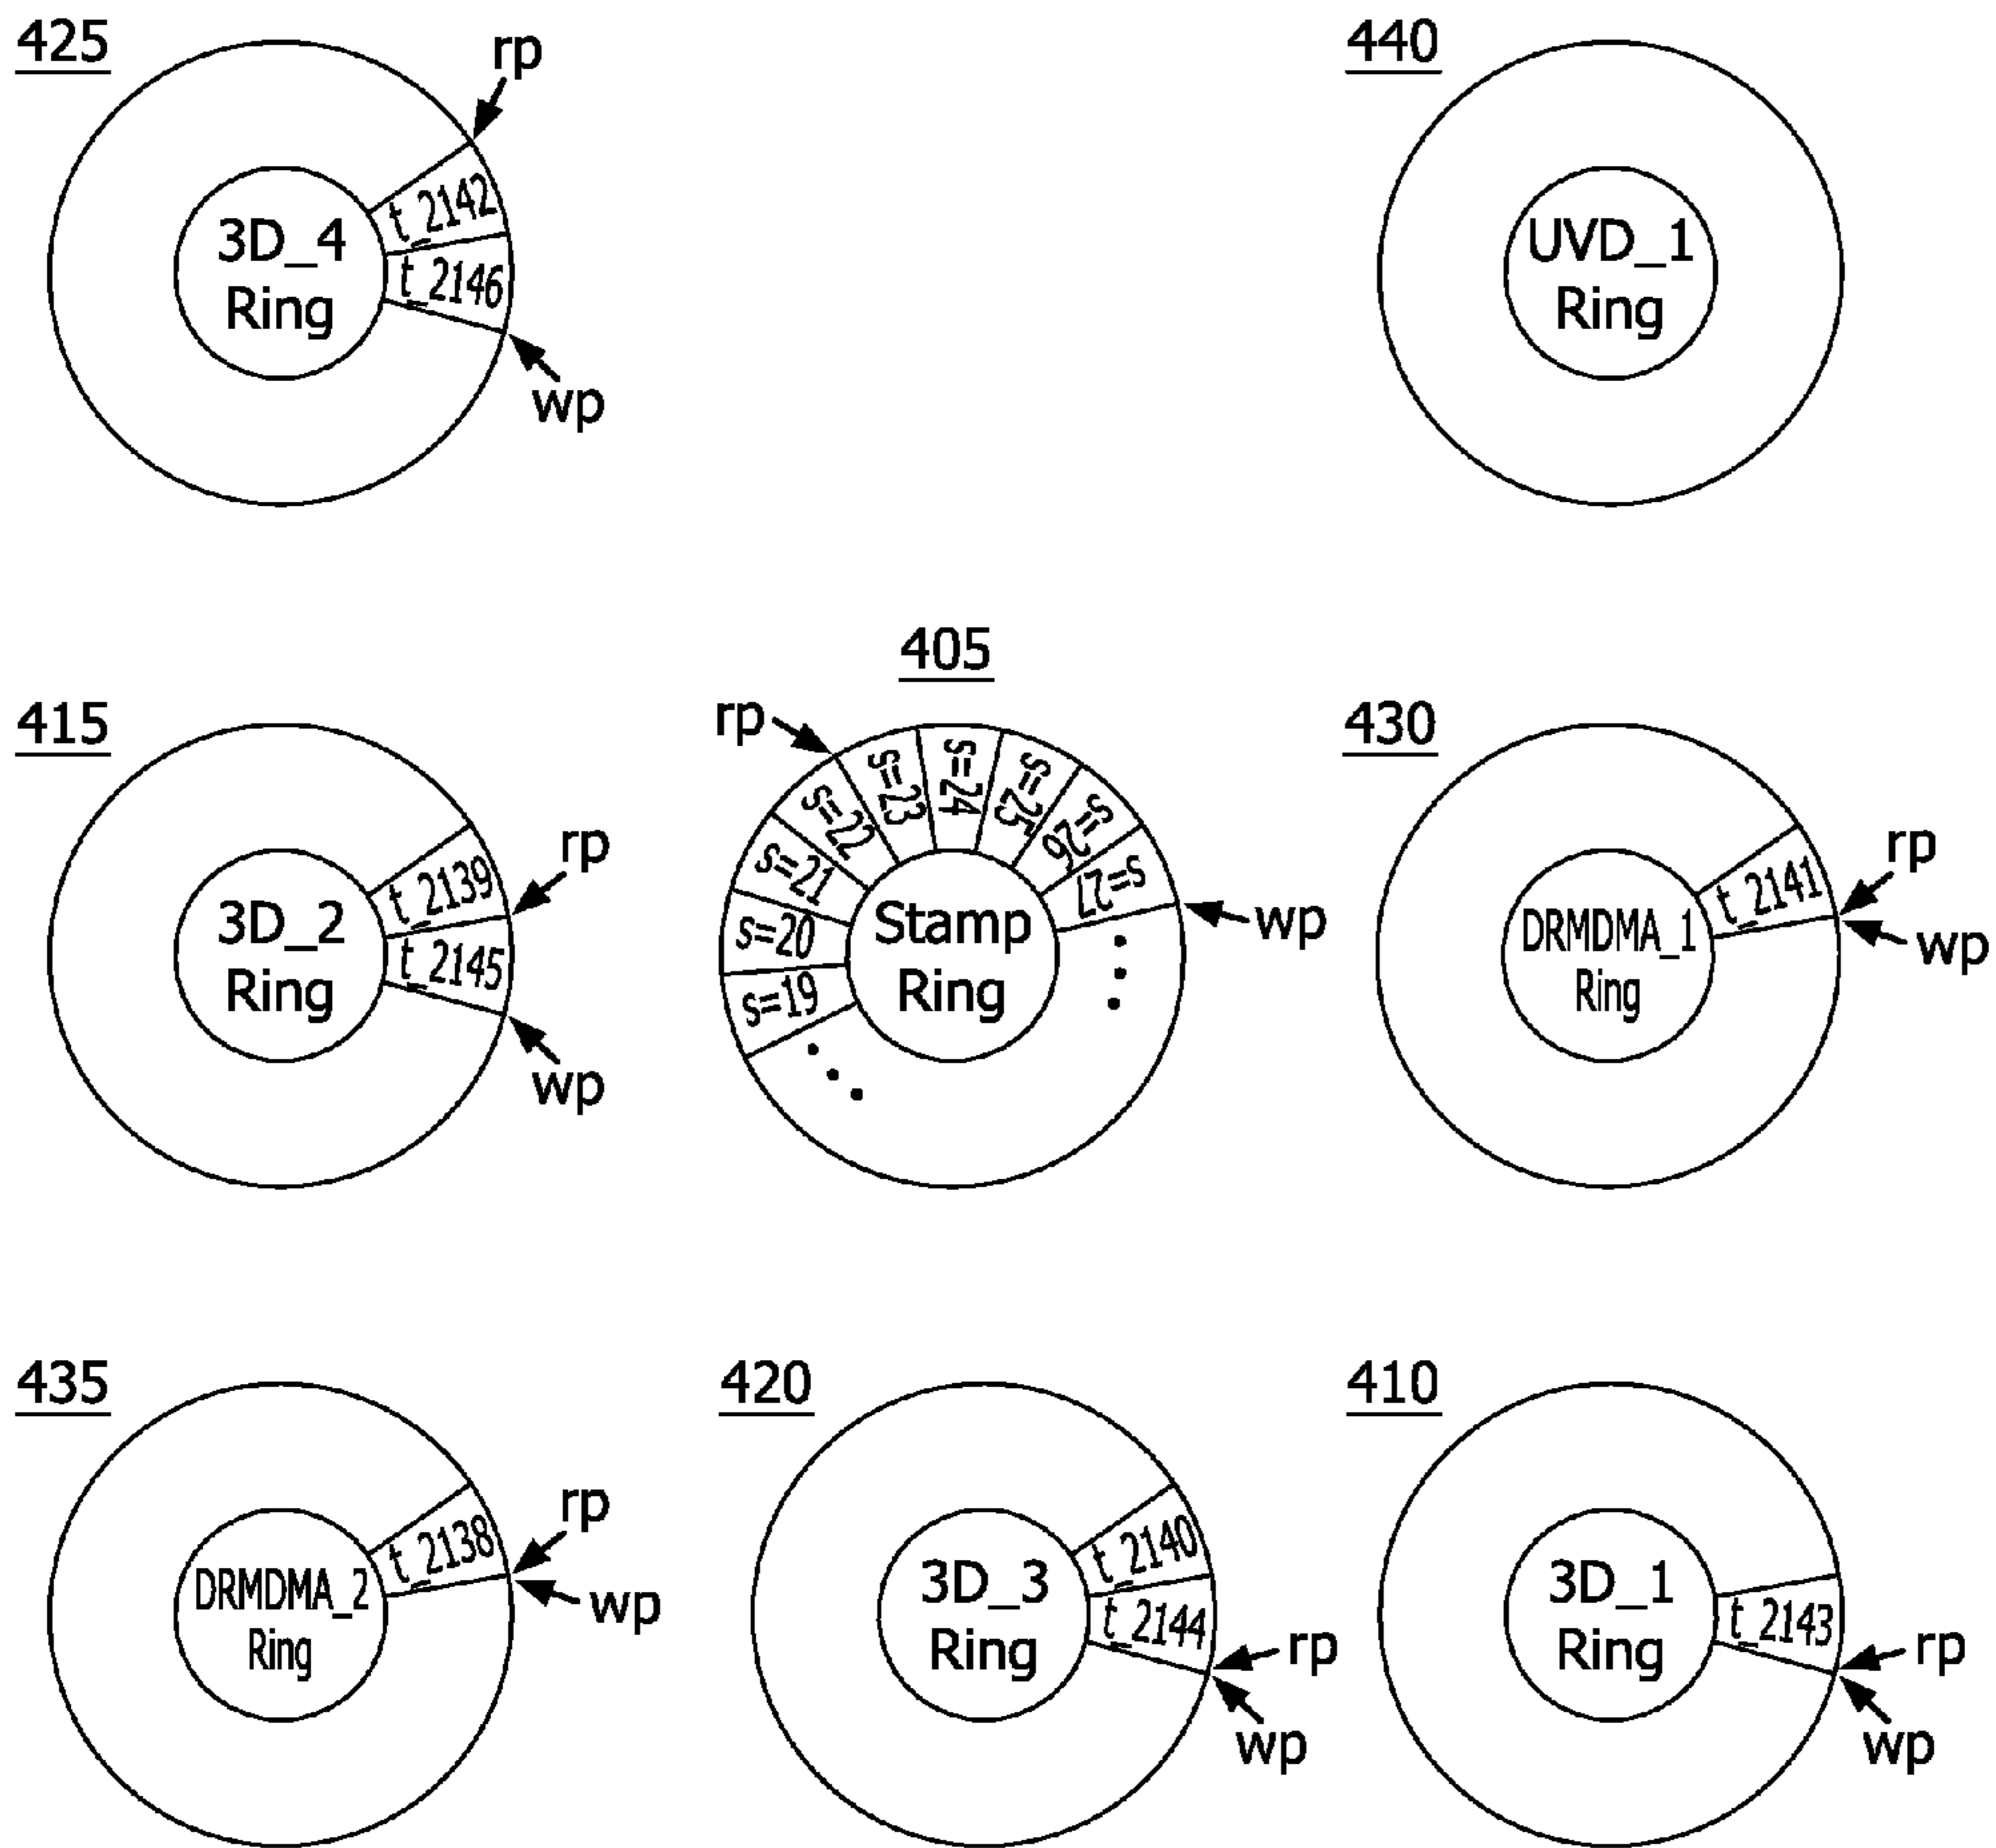 425
rp
3D_4
Ring
t_2142
t_2146
wp
440
UVD_1
Ring
415
3D_2
Ring
t_2139
t_2145
rp
wp
405
rp
s=19
s=20
s=21
s=22
s=23
s=24
s=25
s=26
s=27
Stamp
Ring
wp
430
DRMDMA_1
Ring
t_2141
rp
wp
435
DRMDMA_2
Ring
t_2138
rp
wp
420
3D_3
Ring
t_2140
t_2144
rp
wp
410
3D_1
Ring
t_2143
rp
wp